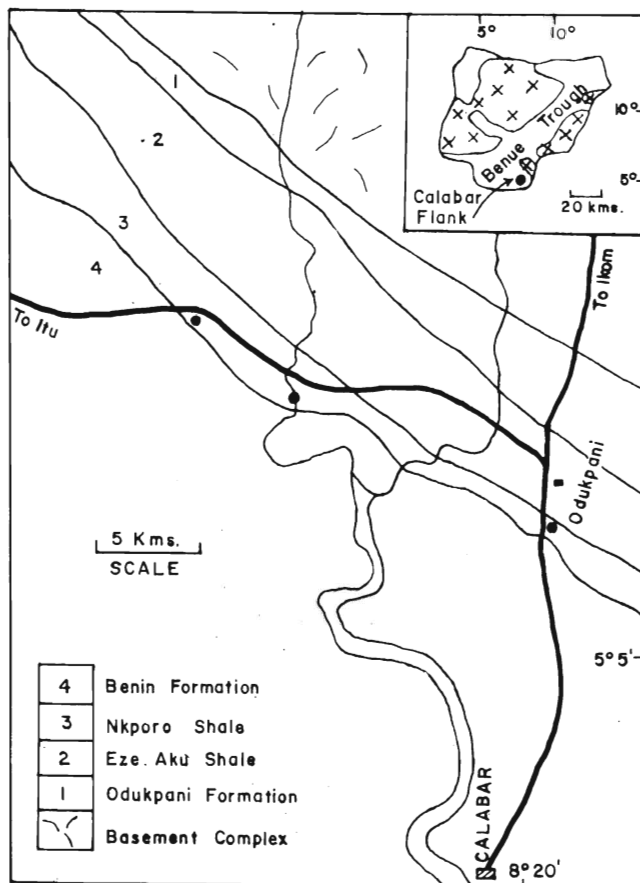 5° 10°
10°
5°
Benue Trough
Calabar
Flank
20 kms.
1
2
3
4
To Itu
To Ikom
Odukpani
5 Kms.
SCALE
5° 5'
4 Benin Formation
3 Nkporo Shale
2 Eze. Aku Shale
1 Odukpani Formation
Basement Complex
CALABAR
8° 20'